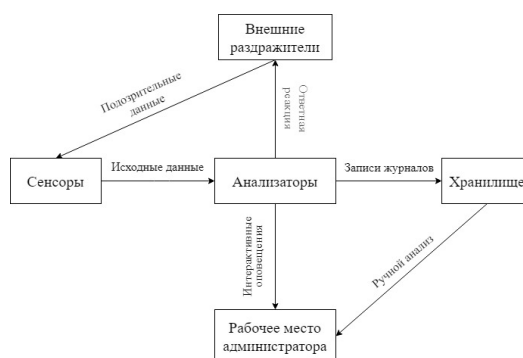 Внешние
раздражители
Подозрительные
данные
Ответная
реакция
Сенсоры
Исходные данные
Анализаторы
Записи журналов
Хранилище
Интерактивные
оповещения
Ручной анализ
Рабочее место
администратора